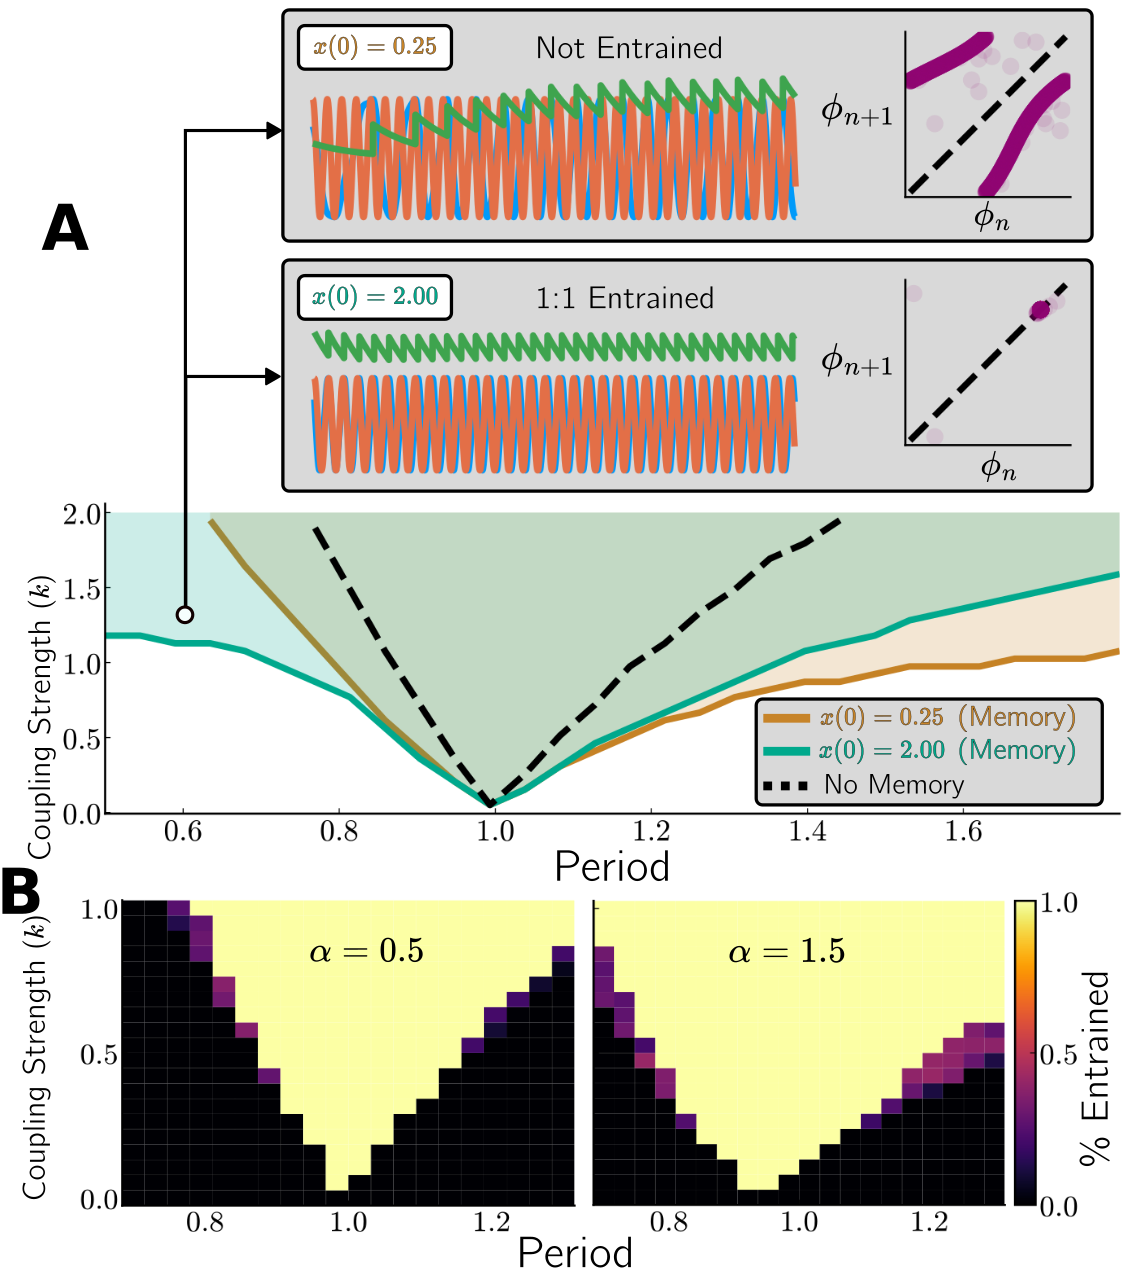 x(0) = 0.25
Not Entrained
ϕn+1
ϕn
A
x(0) = 2.00
1:1 Entrained
ϕn+1
ϕn
Coupling Strength (k)
2.0
1.5
1.0
0.5
0.0
0.6 0.8 1.0 1.2 1.4 1.6
Period
x(0) = 0.25 (Memory)
x(0) = 2.00 (Memory)
No Memory
B
Coupling Strength (k)
1.0
0.5
0.0
α = 0.5
0.8 1.0 1.2
α = 1.5
0.8 1.0 1.2
Period
1.0
0.5
0.0
% Entrained